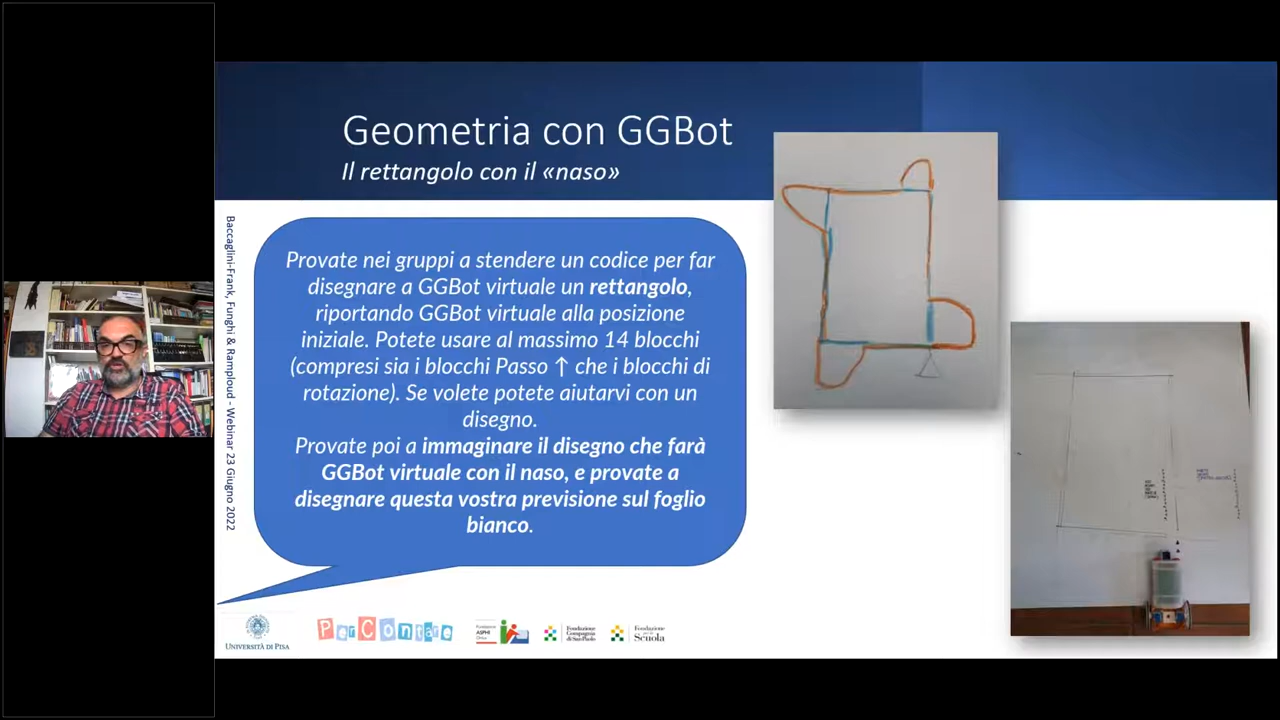 Geometria con GGBot
Il rettangolo con il «naso»
Baccaglini-Frank, Funghi & Ramploud - Webinar 23 Giugno 2022
Provate nei gruppi a stendere un codice per far
disegnare a GGBot virtuale un rettangolo,
riportando GGBot virtuale alla posizione
iniziale. Potete usare al massimo 14 blocchi
(compresi sia i blocchi Passo ↑ che i blocchi di
rotazione). Se volete potete aiutarvi con un
disegno.
Provate poi a immaginare il disegno che farà
GGBot virtuale con il naso, e provate a
disegnare questa vostra previsione sul foglio
bianco.
UNIVERSITÀ DI PISA
PerContare
Fondazione
ASPHI
Onlus
Fondazione
Compagnia
di San Paolo
Fondazione
per la
Scuola